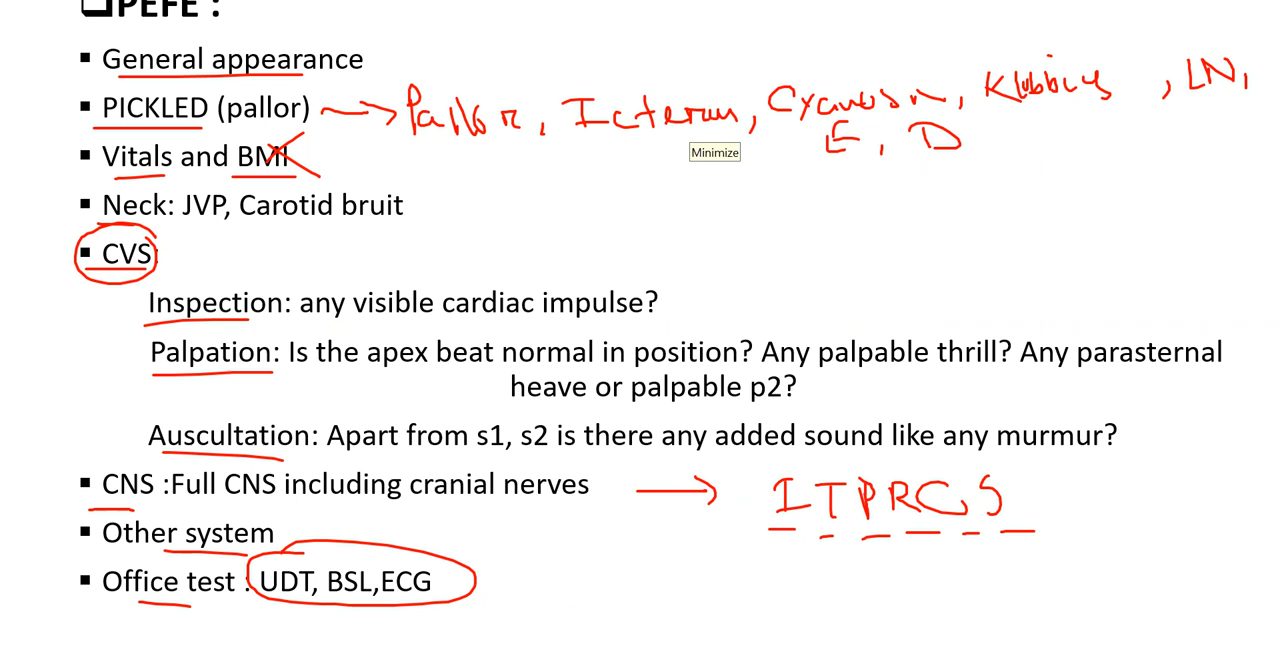 ❑PEFE :
▪ General appearance
▪ PICKLED (pallor) → Pallor, Icterus, Cyanosis, Klubbing, LN,
E, D
Minimize
▪ Vitals and BMI
▪ Neck: JVP, Carotid bruit
▪ CVS:
Inspection: any visible cardiac impulse?
Palpation: Is the apex beat normal in position? Any palpable thrill? Any parasternal
heave or palpable p2?
Auscultation: Apart from s1, s2 is there any added sound like any murmur?
▪ CNS :Full CNS including cranial nerves → ITPRCS
▪ Other system
▪ Office test : UDT, BSL,ECG